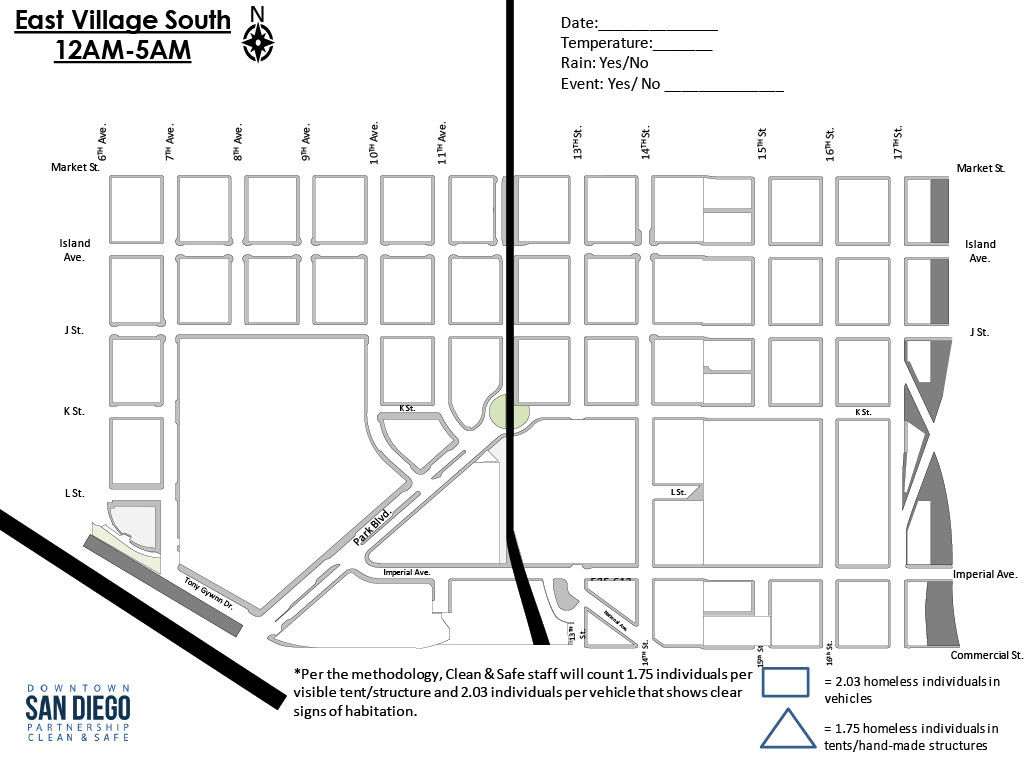 East Village South
12AM-5AM
N
Date:______________
Temperature:_______
Rain: Yes/No
Event: Yes/ No ______________
6TH Ave.
7TH Ave.
8TH Ave.
9TH Ave.
10TH Ave.
11TH Ave.
13TH St.
14TH St.
15TH St
16TH St.
17TH St.
Market St.
Market St.
Island
Ave.
Island
Ave.
J St.
J St.
K St.
K St.
K St.
L St.
L St.
Park Blvd.
Imperial Ave.
Imperial Ave.
Tony Gywnn Dr.
National Ave.
13TH
St.
14TH St.
15th St
16th St.
Commercial St.
*Per the methodology, Clean & Safe staff will count 1.75 individuals per
visible tent/structure and 2.03 individuals per vehicle that shows clear
signs of habitation.
= 2.03 homeless individuals in
vehicles
= 1.75 homeless individuals in
tents/hand-made structures
DOWNTOWN
SAN DIEGO
PARTNERSHIP
CLEAN & SAFE